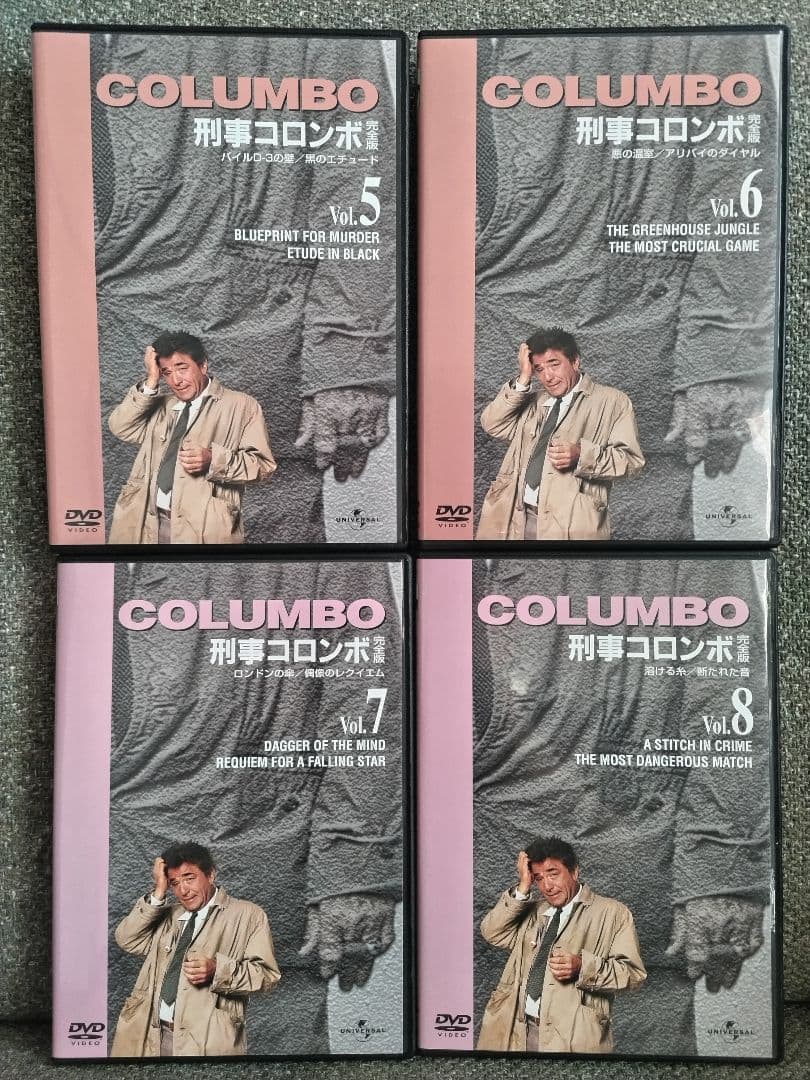 COLUMBO
刑事コロンボ 完全版
パイルD-3の壁/黒のエチュード
Vol.5
BLUEPRINT FOR MURDER
ETUDE IN BLACK
DVD
VIDEO
UNIVERSAL
COLUMBO
刑事コロンボ 完全版
悪の温室/アリバイのダイヤル
Vol.6
THE GREENHOUSE JUNGLE
THE MOST CRUCIAL GAME
DVD
VIDEO
UNIVERSAL
COLUMBO
刑事コロンボ 完全版
ロンドンの傘/偶像のレクイエム
Vol.7
DAGGER OF THE MIND
REQUIEM FOR A FALLING STAR
DVD
VIDEO
UNIVERSAL
COLUMBO
刑事コロンボ 完全版
溶ける糸/断たれた音
Vol.8
A STITCH IN CRIME
THE MOST DANGEROUS MATCH
DVD
VIDEO
UNIVERSAL